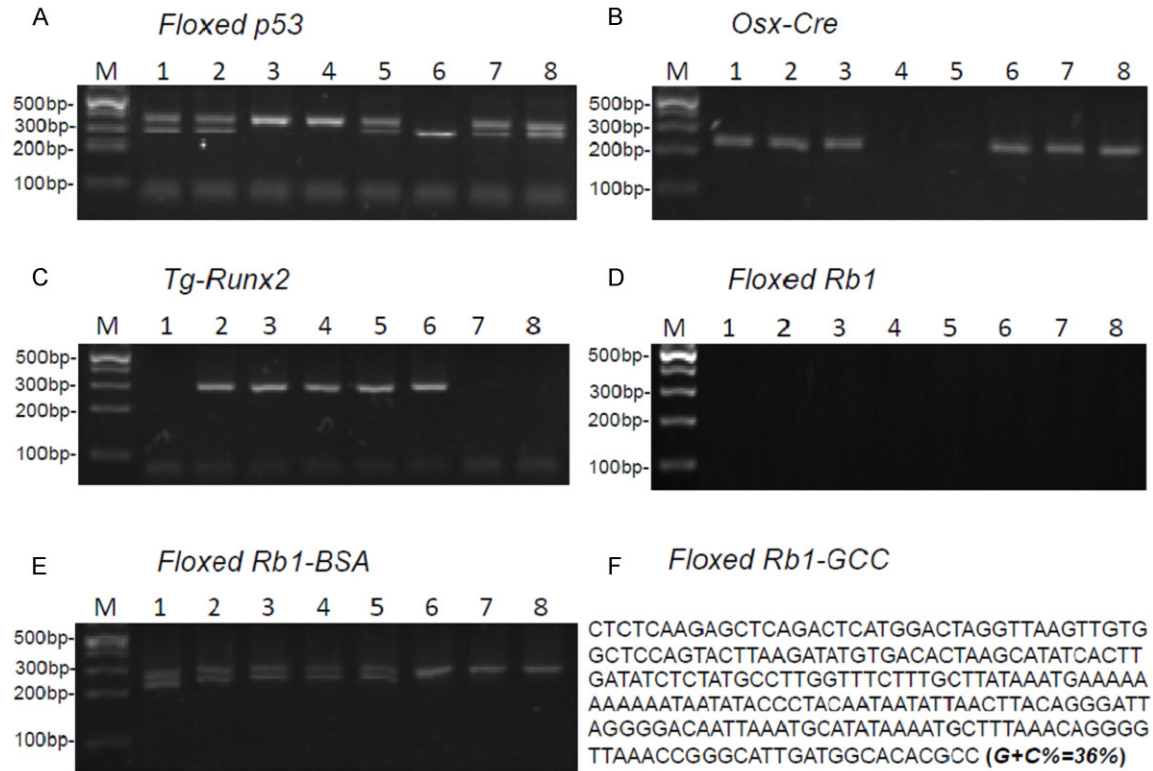 A
Floxed p53
M 1 2 3 4 5 6 7 8
500bp-
300bp-
200bp-
100bp-
B
Osx-Cre
M 1 2 3 4 5 6 7 8
500bp-
300bp-
200bp-
100bp-
C
Tg-Runx2
M 1 2 3 4 5 6 7 8
500bp-
300bp-
200bp-
100bp-
D
Floxed Rb1
M 1 2 3 4 5 6 7 8
500bp-
300bp-
200bp-
100bp-
E
Floxed Rb1-BSA
M 1 2 3 4 5 6 7 8
500bp-
300bp-
200bp-
100bp-
F
Floxed Rb1-GCC
CTCTCAAGAGCTCAGACTCATGGACTAGGTTAAGTTGTG
GCTCCAGTACTTAAGATATGTGACACTAAGCATATCACTT
GATATCTCTATGCCTTGGTTTCTTTGCTTATAAATGAAAAA
AAAAAATAATATACCCTACAATAATATTAACTTACAGGGATT
AGGGGACAATTAAATGCATATAAAATGCTTTAAACAGGGG
TTAAACCGGGCATTGATGGCACACGCC (G+C%=36%)